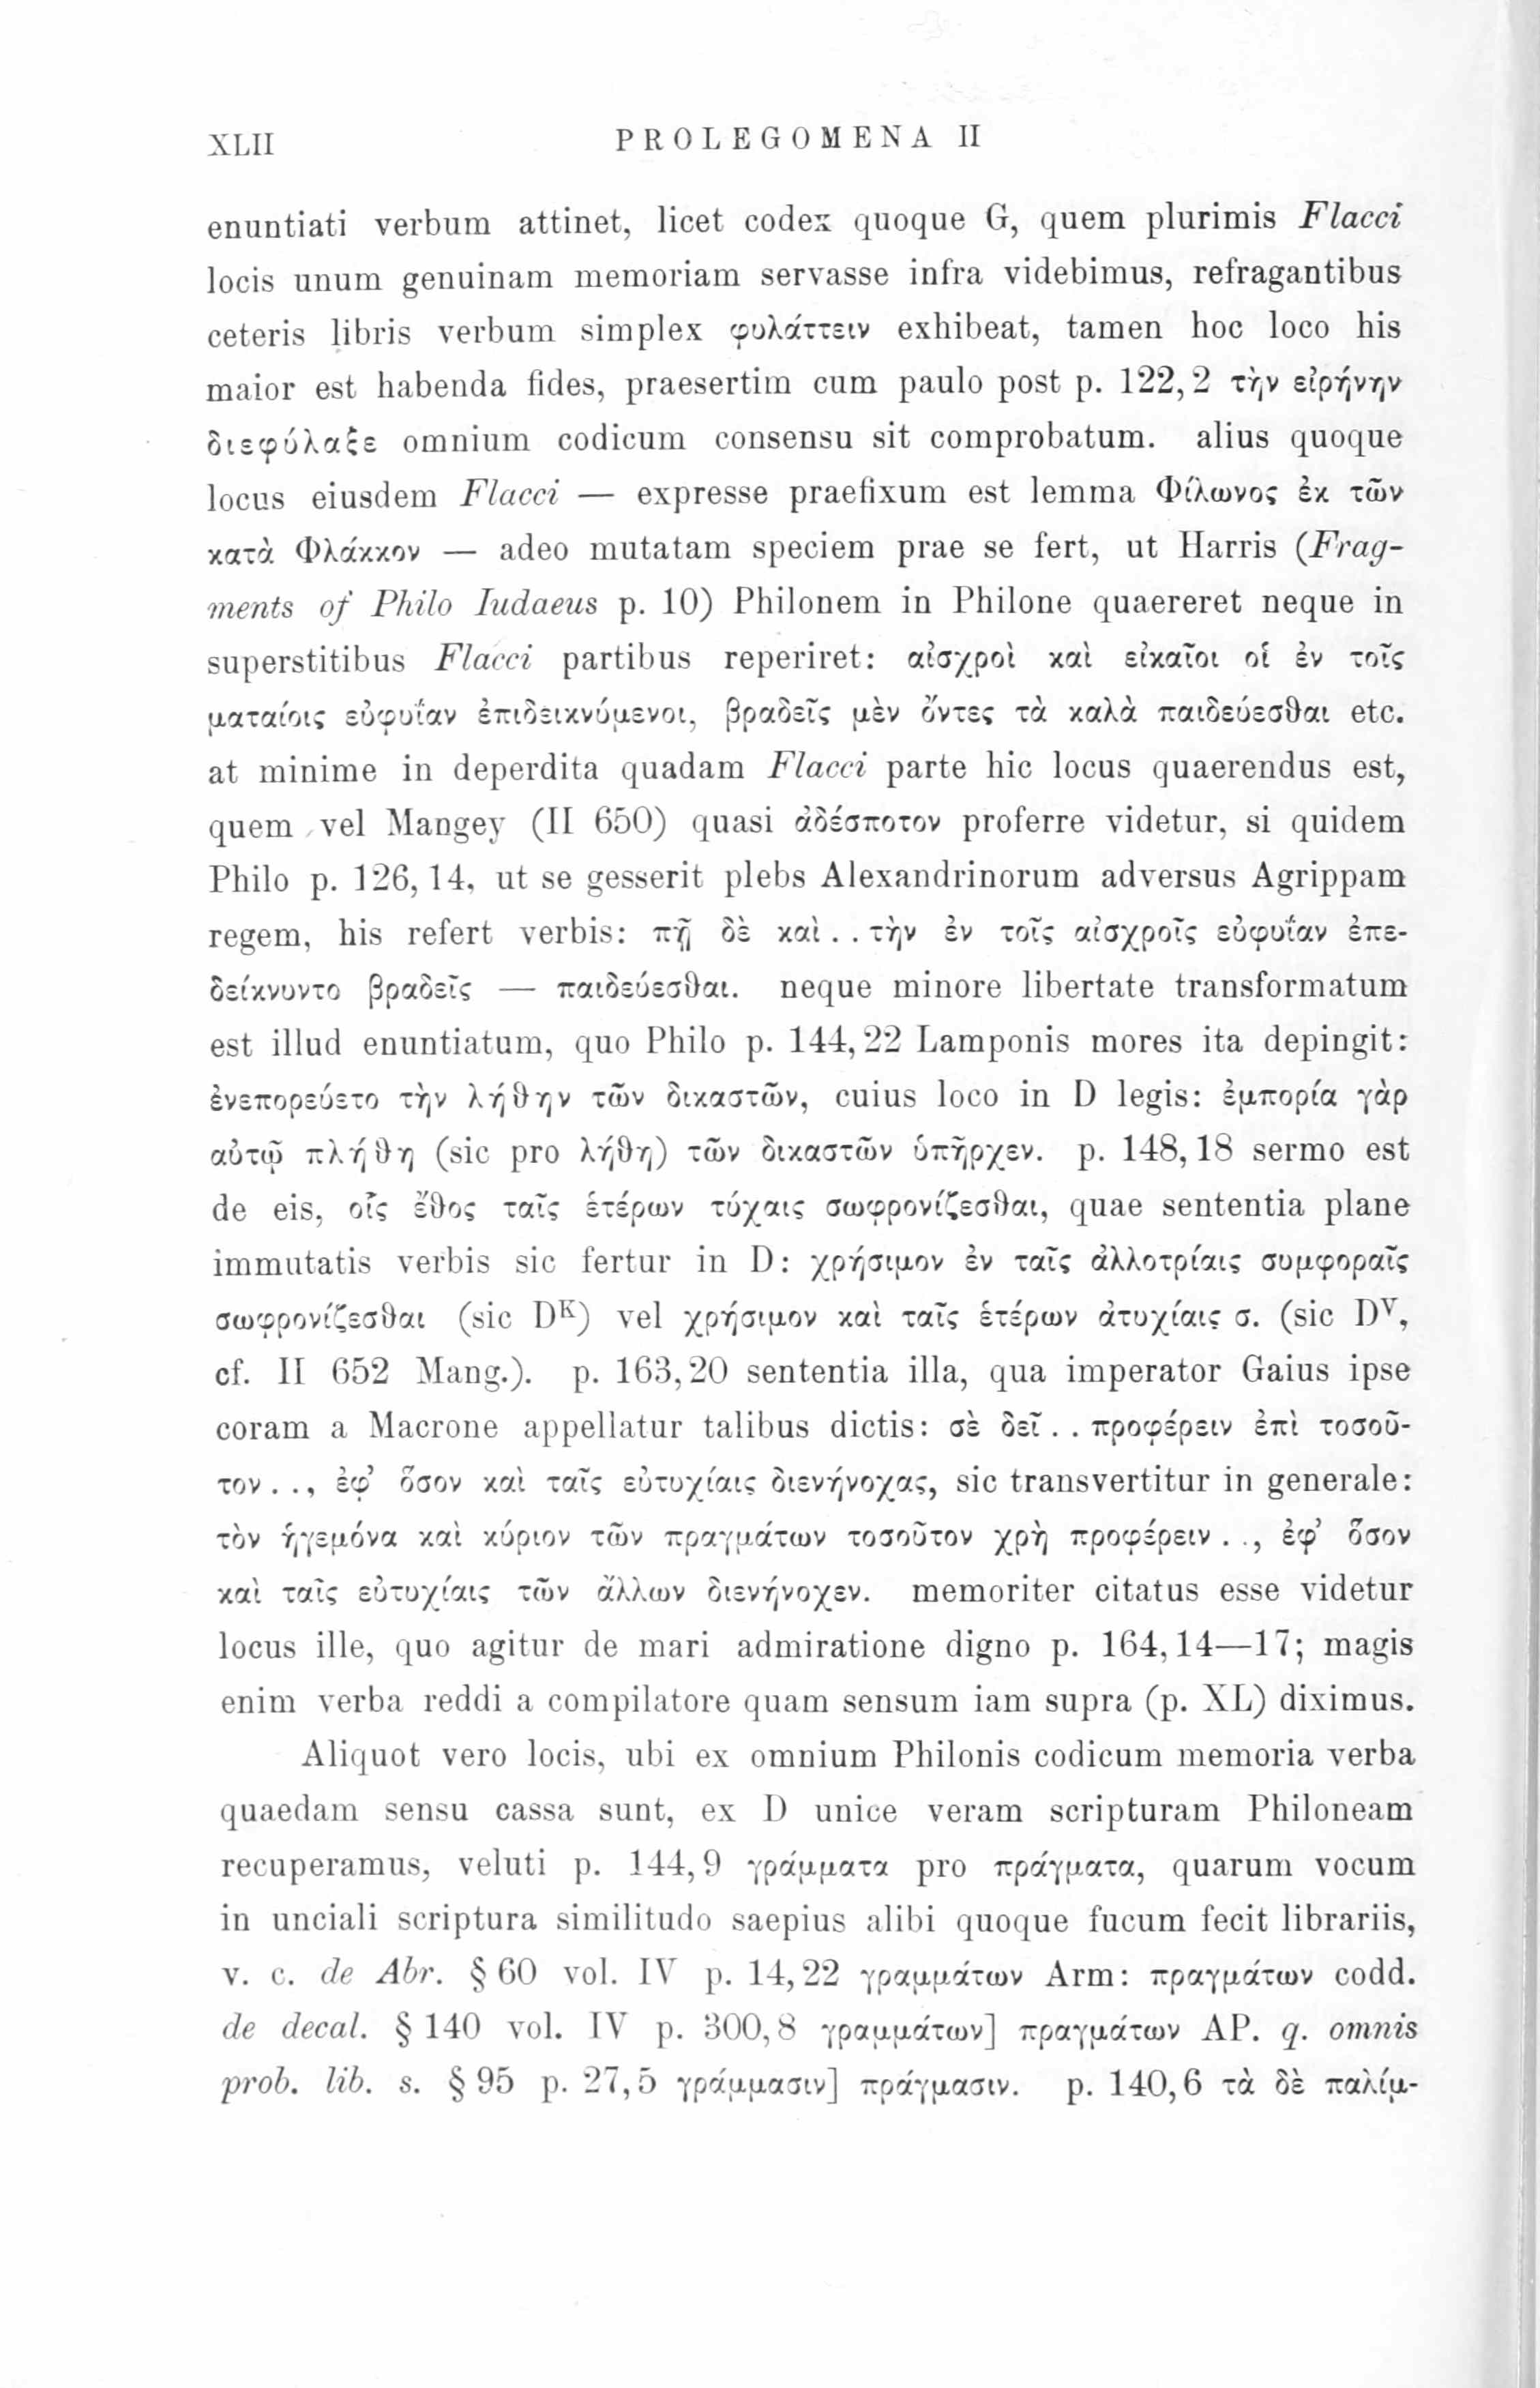 XLII PROLEGOMENA II
enuntiati verbum attinet, licet codex quoque G, quem plurimis Flacci
locis unum genuinam memoriam servasse infra videbimus, refragantibus
ceteris libris verbum simplex φυλάττειν exhibeat, tamen hoc loco his
maior est habenda fides, praesertim cum paulo post p. 122,2 τὴν εἰρήνην
διεφύλαξε omnium codicum consensu sit comprobatum. alius quoque
locus eiusdem Flacci — expresse praefixum est lemma Φίλωνος ἐκ τῶν
κατὰ Φλάκκον — adeo mutatam speciem prae se fert, ut Harris (Frag-
ments of Philo Iudaeus p. 10) Philonem in Philone quaereret neque in
superstitibus Flacci partibus reperiret: αἰσχροὶ καὶ εἰκαῖοι οἱ ἐν τοῖς
ματαίοις εὐφυΐαν ἐπιδεικνύμενοι, βραδεῖς μὲν ὄντες τὰ καλὰ παιδεύεσθαι etc.
at minime in deperdita quadam Flacci parte hic locus quaerendus est,
quem vel Mangey (II 650) quasi ἀδέσποτον proferre videtur, si quidem
Philo p. 126,14, ut se gesserit plebs Alexandrinorum adversus Agrippam
regem, his refert verbis: πῇ δὲ καὶ . . τὴν ἐν τοῖς αἰσχροῖς εὐφυΐαν ἐπε-
δείκνυντο βραδεῖς — παιδεύεσθαι. neque minore libertate transformatum
est illud enuntiatum, quo Philo p. 144,22 Lamponis mores ita depingit:
ἐνεπορεύετο τὴν λήθην τῶν δικαστῶν, cuius loco in D legis: ἐμπορία γὰρ
αὐτῷ πλήθη (sic pro λήθη) τῶν δικαστῶν ὑπῆρχεν. p. 148,18 sermo est
de eis, οἷς ἔθος ταῖς ἑτέρων τύχαις σωφρονίζεσθαι, quae sententia plane
immutatis verbis sic fertur in D: χρήσιμον ἐν ταῖς ἀλλοτρίαις συμφοραῖς
σωφρονίζεσθαι (sic Dᴷ) vel χρήσιμον καὶ ταῖς ἑτέρων ἀτυχίαις σ. (sic Dⱽ,
cf. II 652 Mang.). p. 163,20 sententia illa, qua imperator Gaius ipse
coram a Macrone appellatur talibus dictis: σὲ δεῖ . . προφέρειν ἐπὶ τοσοῦ-
τον . ., ἐφ’ ὅσον καὶ ταῖς εὐτυχίαις διενήνοχας, sic transvertitur in generale:
τὸν ἡγεμόνα καὶ κύριον τῶν πραγμάτων τοσοῦτον χρὴ προφέρειν . ., ἐφ’ ὅσον
καὶ ταῖς εὐτυχίαις τῶν ἄλλων διενήνοχεν. memoriter citatus esse videtur
locus ille, quo agitur de mari admiratione digno p. 164,14—17; magis
enim verba reddi a compilatore quam sensum iam supra (p. XL) diximus.
Aliquot vero locis, ubi ex omnium Philonis codicum memoria verba
quaedam sensu cassa sunt, ex D unice veram scripturam Philoneam
recuperamus, veluti p. 144,9 γράμματα pro πράγματα, quarum vocum
in unciali scriptura similitudo saepius alibi quoque fucum fecit librariis,
v. c. de Abr. § 60 vol. IV p. 14,22 γραμμάτων Arm: πραγμάτων codd.
de decal. § 140 vol. IV p. 300,8 γραμμάτων] πραγμάτων AP. q. omnis
prob. lib. s. § 95 p. 27,5 γράμμασιν] πράγμασιν. p. 140,6 τὰ δὲ παλίμ-